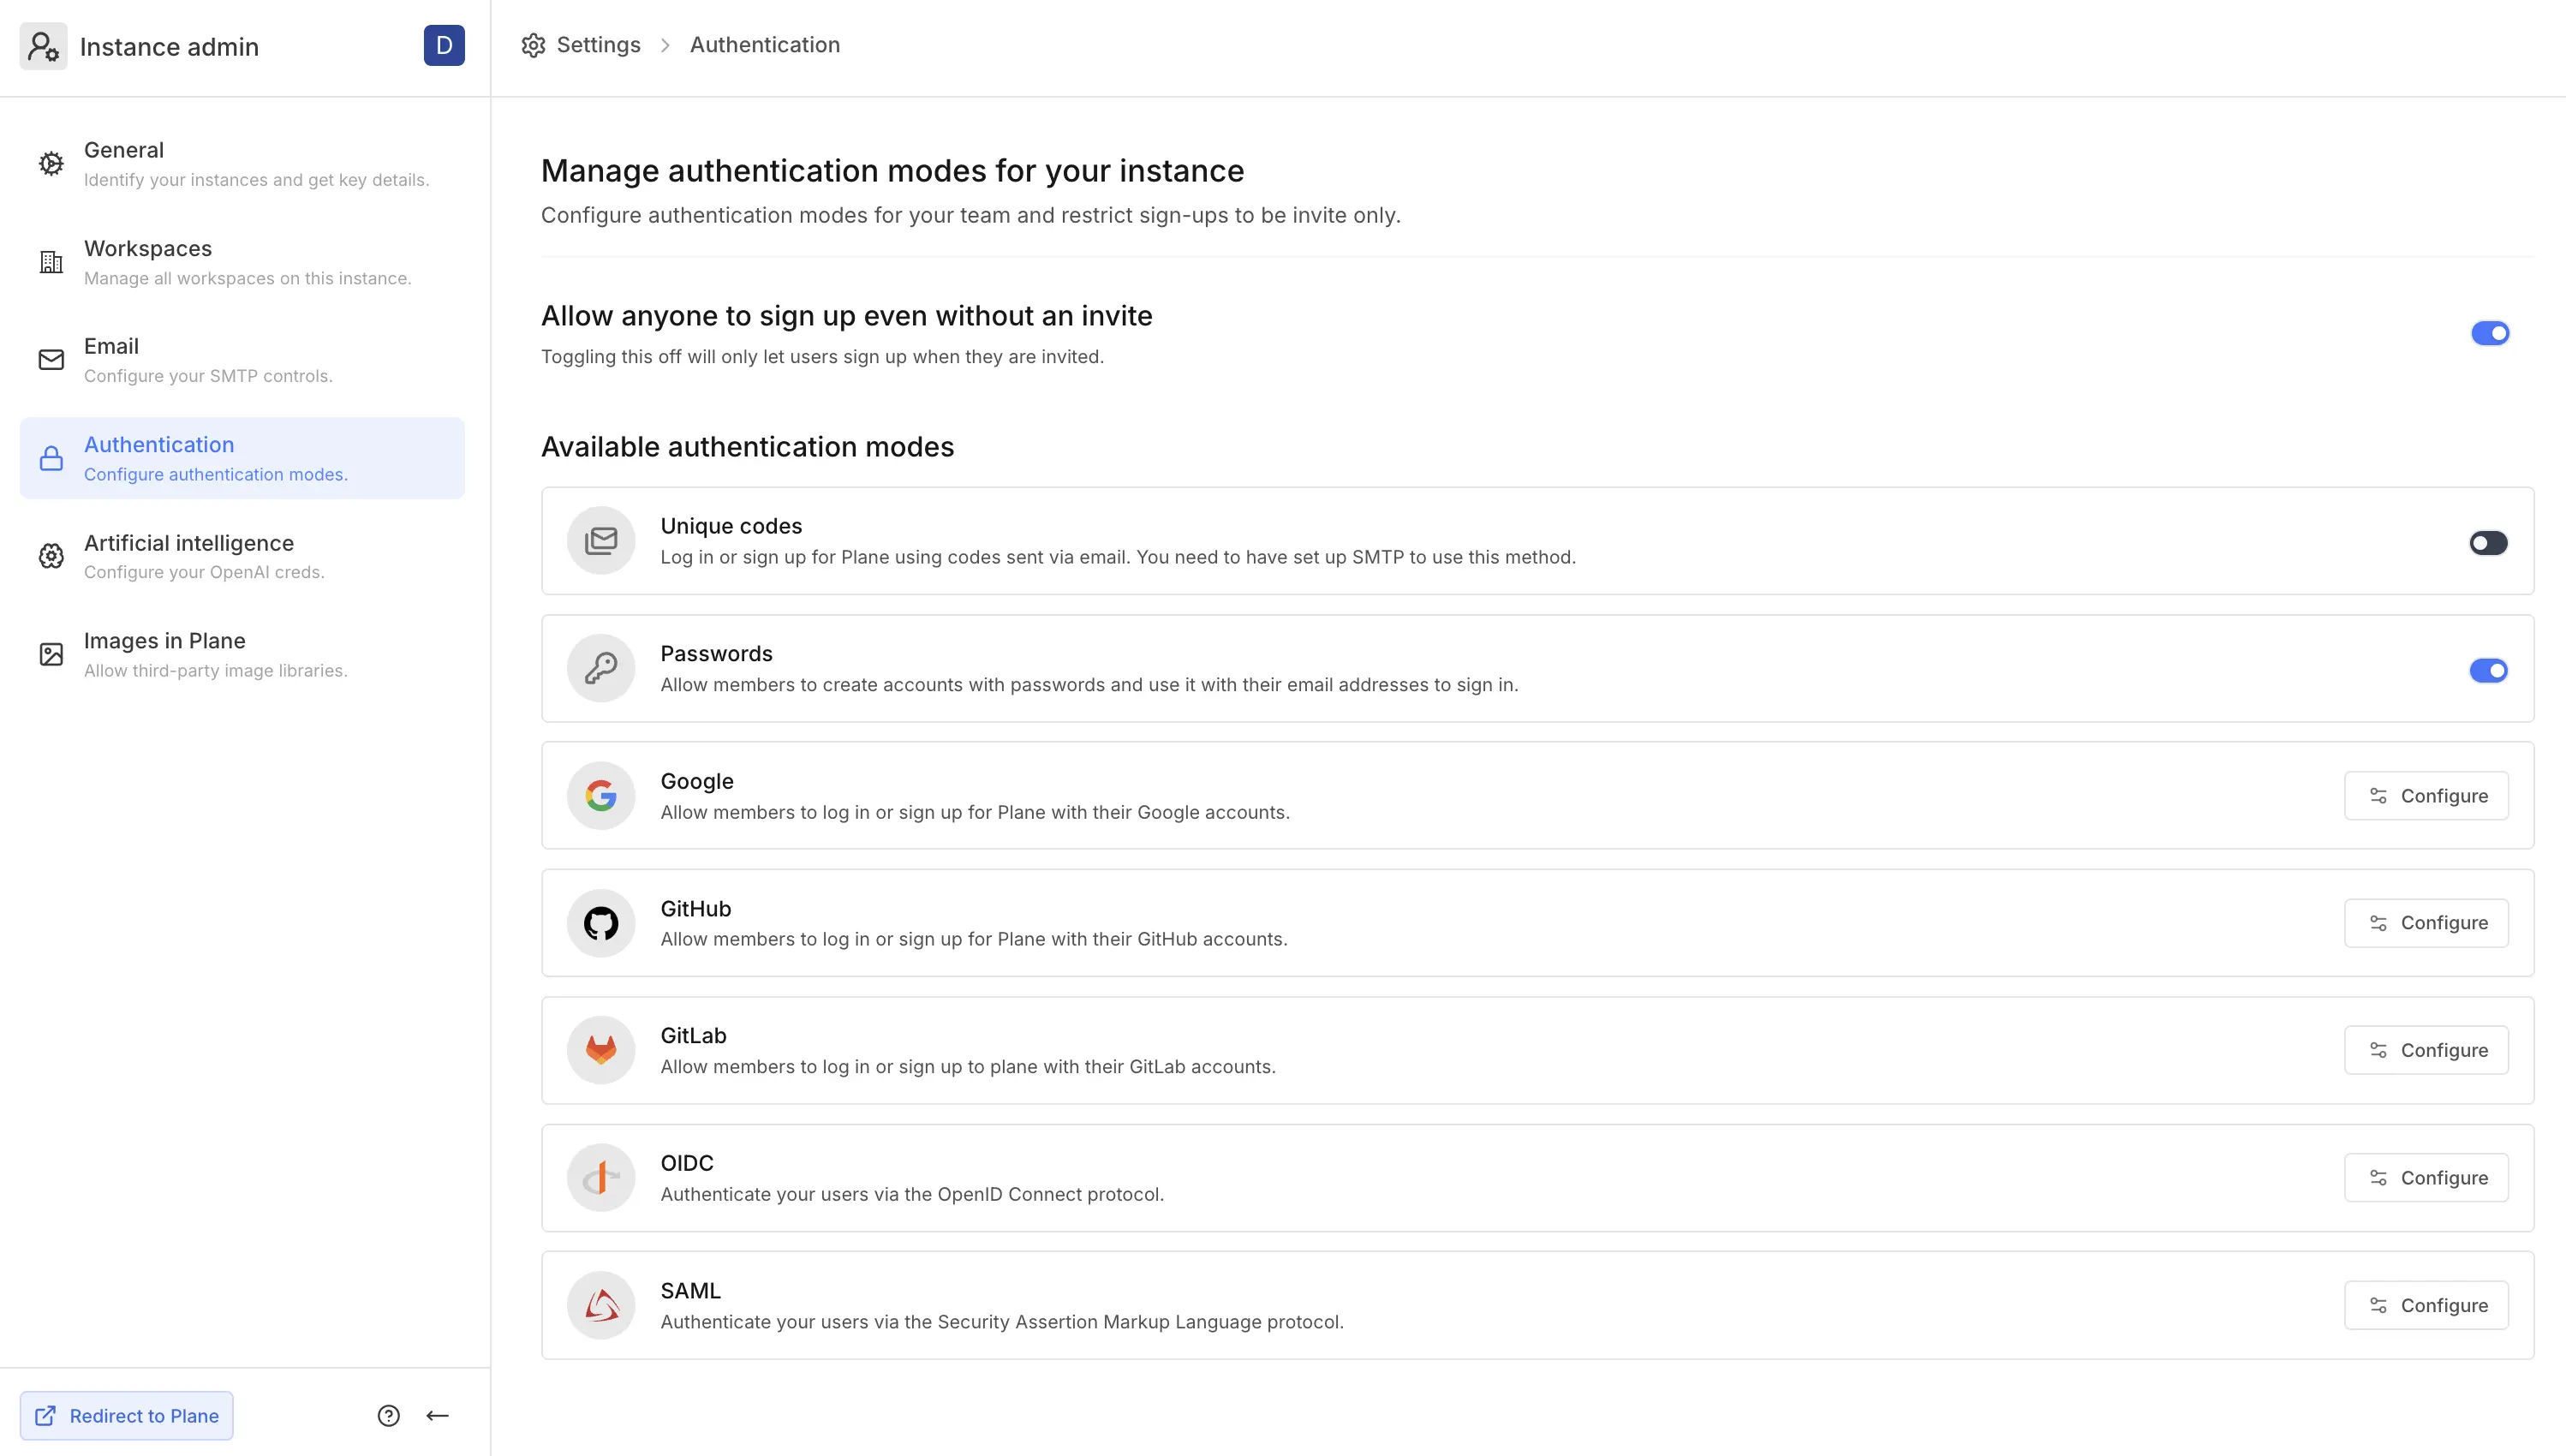 Instance admin
D
Settings
Authentication
General
Identify your instances and get key details.
Workspaces
Manage all workspaces on this instance.
Email
Configure your SMTP controls.
Authentication
Configure authentication modes.
Artificial intelligence
Configure your OpenAI creds.
Images in Plane
Allow third-party image libraries.
Redirect to Plane
Manage authentication modes for your instance
Configure authentication modes for your team and restrict sign-ups to be invite only.
Allow anyone to sign up even without an invite
Toggling this off will only let users sign up when they are invited.
Available authentication modes
Unique codes
Log in or sign up for Plane using codes sent via email. You need to have set up SMTP to use this method.
Passwords
Allow members to create accounts with passwords and use it with their email addresses to sign in.
Google
Allow members to log in or sign up for Plane with their Google accounts.
Configure
GitHub
Allow members to log in or sign up for Plane with their GitHub accounts.
Configure
GitLab
Allow members to log in or sign up to plane with their GitLab accounts.
Configure
OIDC
Authenticate your users via the OpenID Connect protocol.
Configure
SAML
Authenticate your users via the Security Assertion Markup Language protocol.
Configure